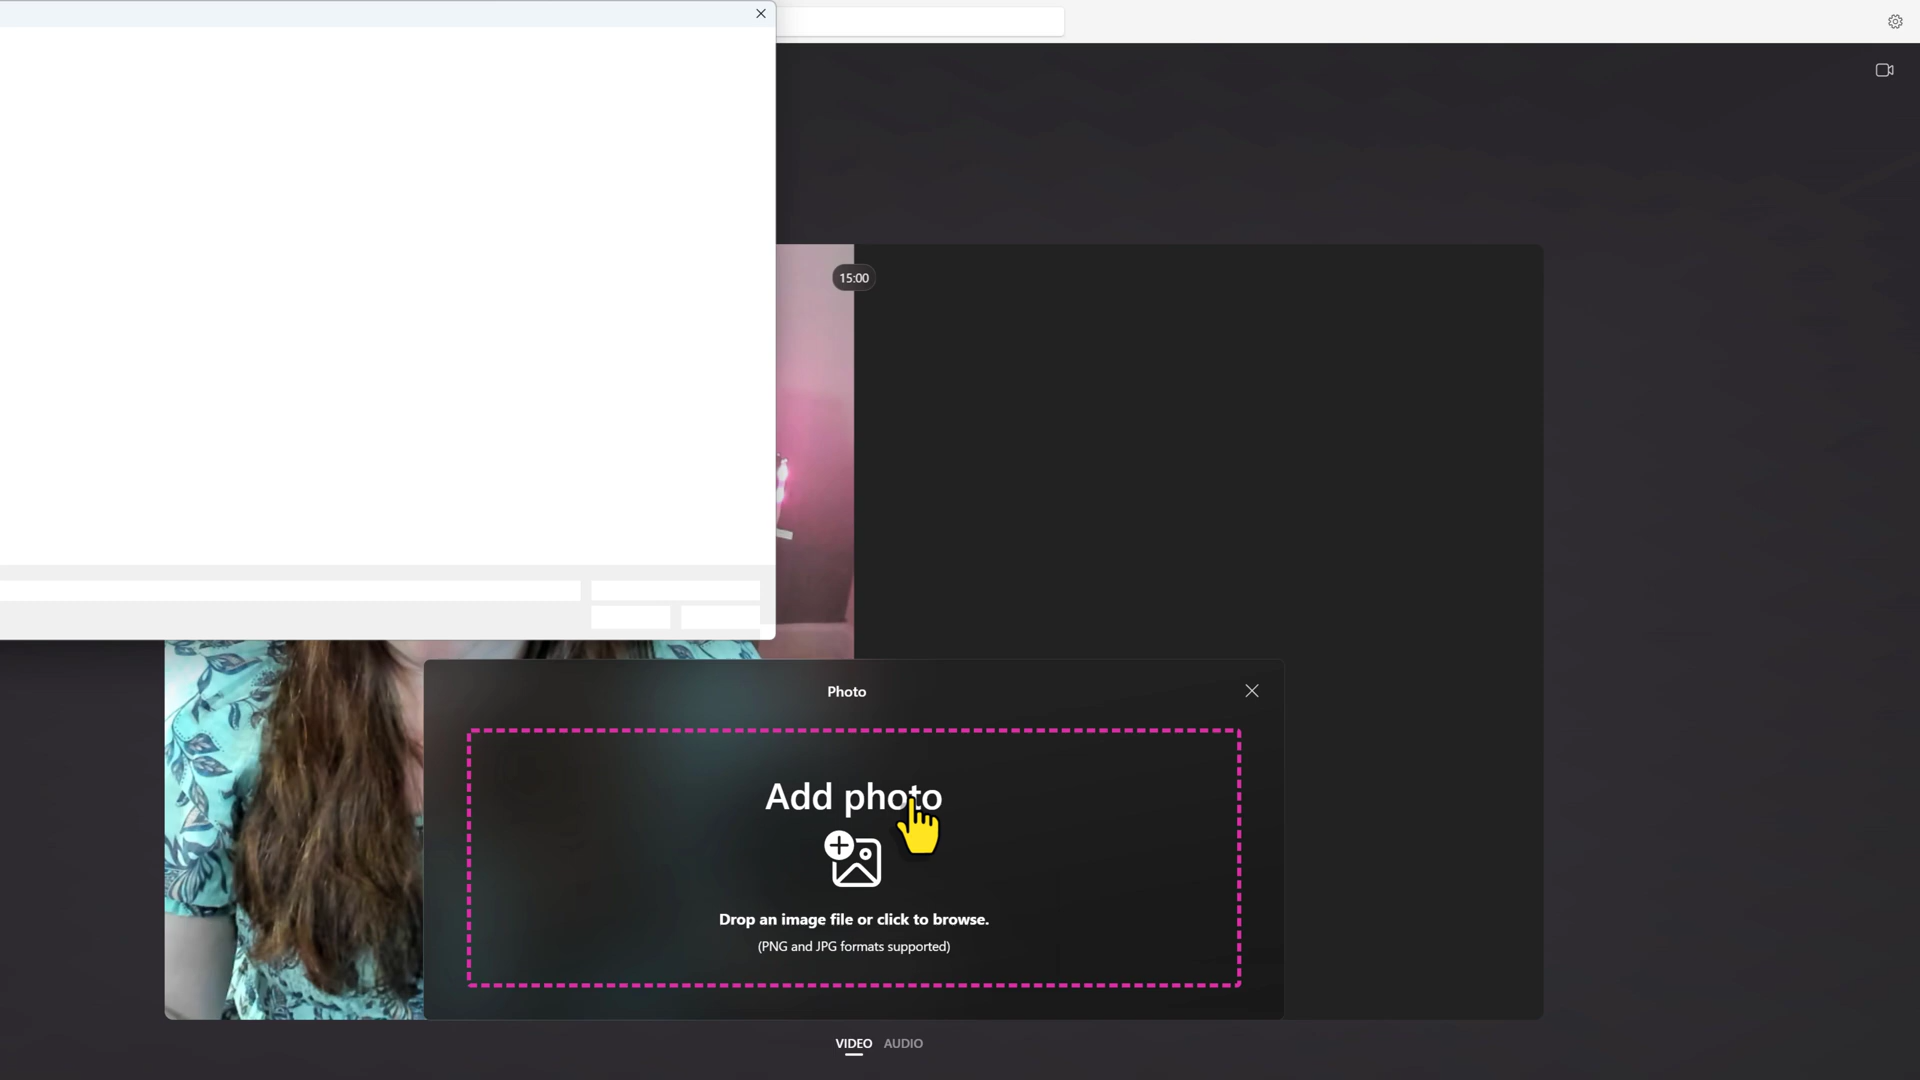 15:00
Photo
Add photo
Drop an image file or click to browse.
(PNG and JPG formats supported)
VIDEO AUDIO